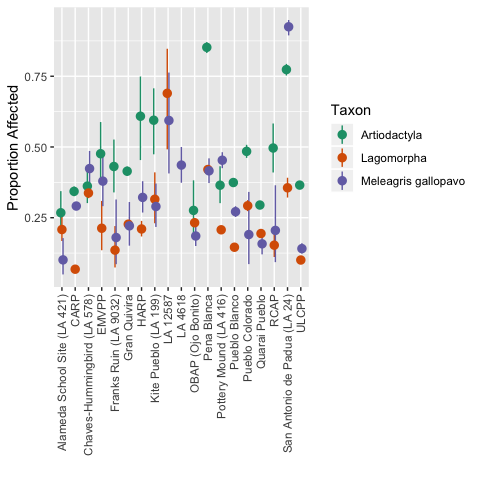 Proportion Affected
0.75
0.50
0.25
Alameda School Site (LA 421)
CARP
Chaves-Hummingbird (LA 578)
EMVPP
Franks Ruin (LA 9032)
Gran Quivira
HARP
Kite Pueblo (LA 199)
LA 12587
LA 4618
OBAP (Ojo Bonito)
Pena Blanca
Pottery Mound (LA 416)
Pueblo Blanco
Pueblo Colorado
Quarai Pueblo
RCAP
San Antonio de Padua (LA 24)
ULCPP
Taxon
Artiodactyla
Lagomorpha
Meleagris gallopavo